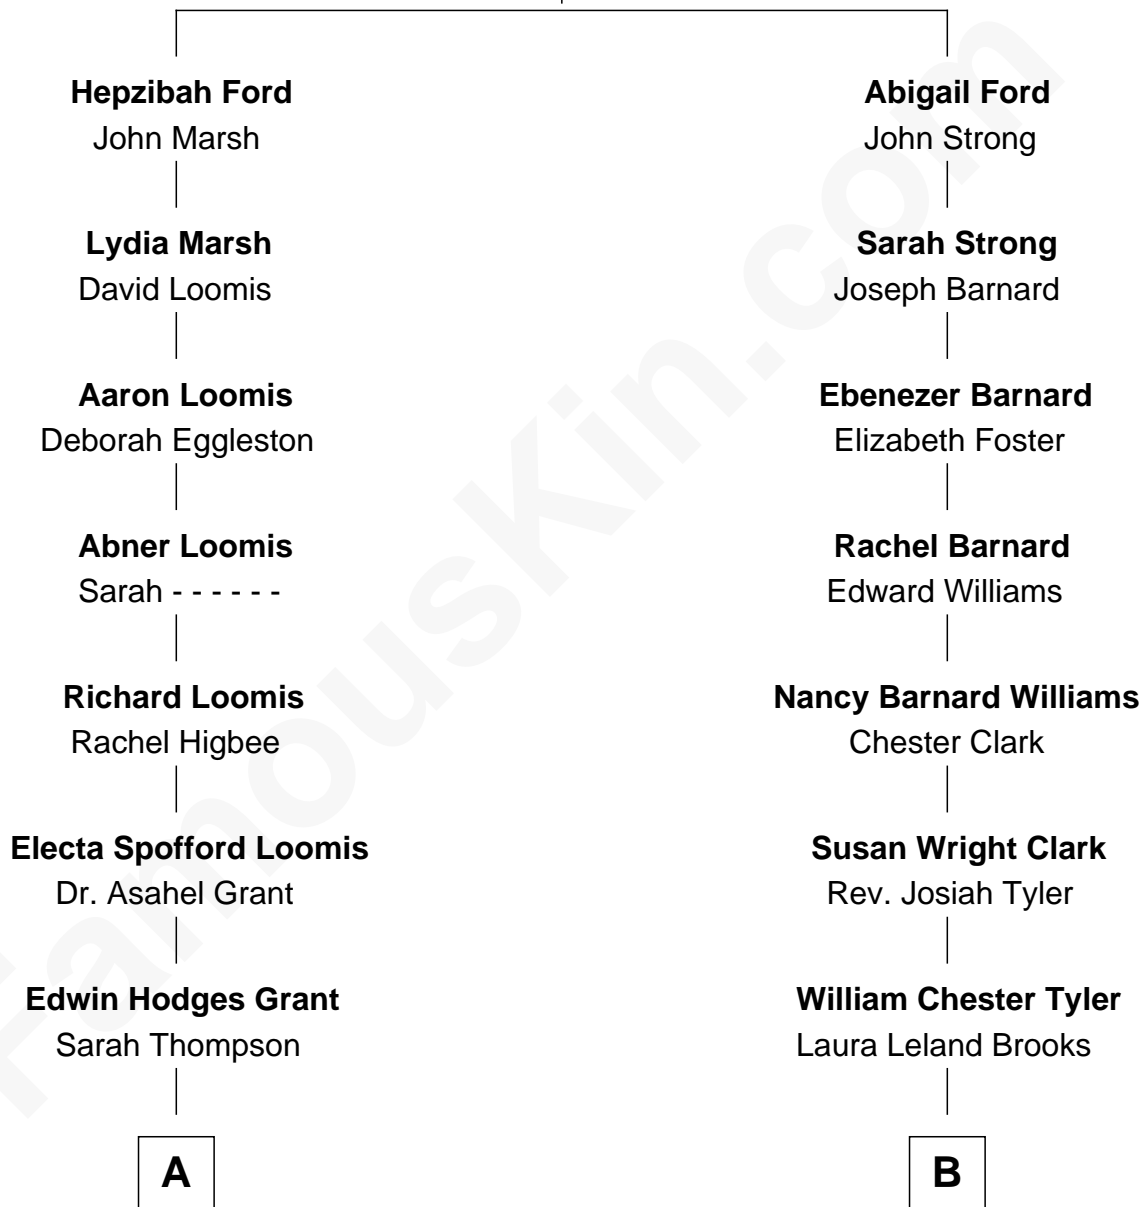 Hepzibah Ford
John Marsh
Abigail Ford
John Strong
Lydia Marsh
David Loomis
Sarah Strong
Joseph Barnard
Aaron Loomis
Deborah Eggleston
Ebenezer Barnard
Elizabeth Foster
Abner Loomis
Sarah - - - - - -
Rachel Barnard
Edward Williams
Richard Loomis
Rachel Higbee
Nancy Barnard Williams
Chester Clark
Electa Spofford Loomis
Dr. Asahel Grant
Susan Wright Clark
Rev. Josiah Tyler
Edwin Hodges Grant
Sarah Thompson
William Chester Tyler
Laura Leland Brooks
A
B
FamousKin.com